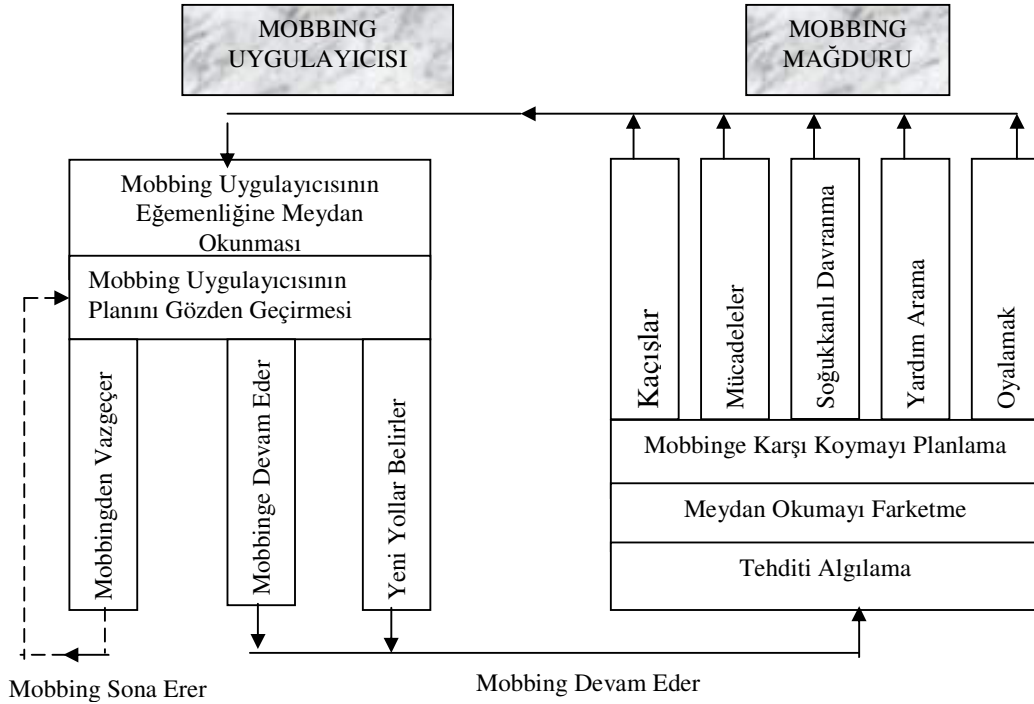 MOBBING
UYGULAYICISI
MOBBING
MAĞDURU
Mobbing Uygulayıcısının
Eğemenliğine Meydan
Okunması
Mobbing Uygulayıcısının
Planını Gözden Geçirmesi
Mobbingden Vazgeçer
Mobbinge Devam Eder
Yeni Yollar Belirler
Kaçışlar
Mücadeleler
Soğukkanlı Davranma
Yardım Arama
Oyalamak
Mobbinge Karşı Koymayı Planlama
Meydan Okumayı Farketme
Tehditi Algılama
Mobbing Sona Erer
Mobbing Devam Eder